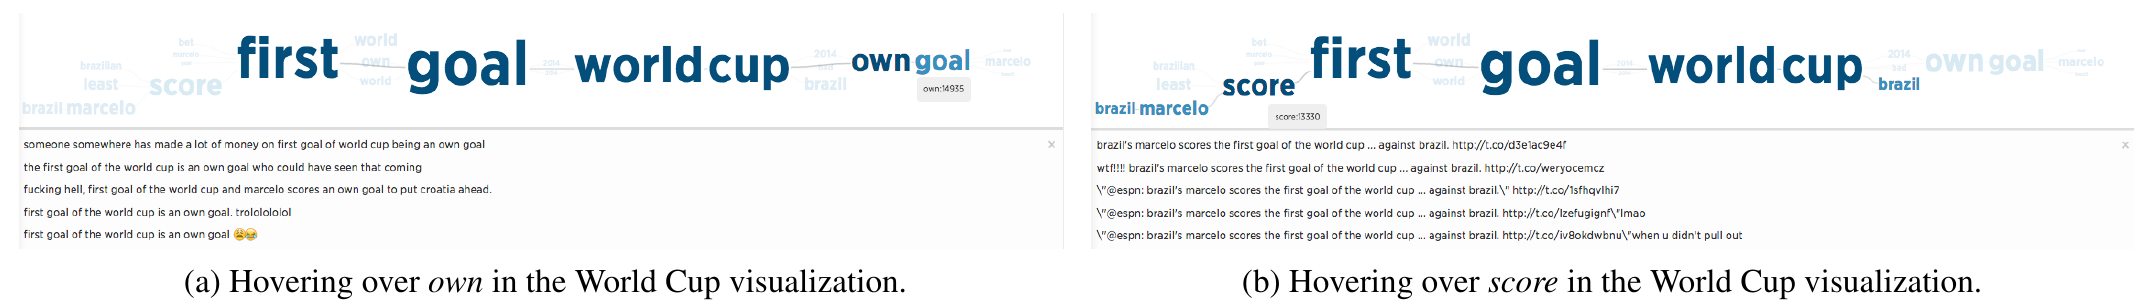 bet
marcelo
brazilian
least
score
brazil marcelo
first
world
own
world
goal
2014
world cup
2014
brazil
own goal
marcelo
own:14935
someone somewhere has made a lot of money on first goal of world cup being an own goal
the first goal of the world cup is an own goal who could have seen that coming
fucking hell, first goal of the world cup and marcelo scores an own goal to put croatia ahead.
first goal of the world cup is an own goal. trolololol
first goal of the world cup is an own goal 😩😂
(a) Hovering over own in the World Cup visualization.
bet
marcelo
brazilian
least
score
brazil marcelo
first
world
own
world
goal
2014
world cup
2014
bad
brazil
own goal
marcelo
score:13330
brazil's marcelo scores the first goal of the world cup ... against brazil. http://t.co/d3e1ac9e4f
wtf!!!! brazil's marcelo scores the first goal of the world cup ... against brazil. http://t.co/weryocemcz
\"@espn: brazil's marcelo scores the first goal of the world cup ... against brazil.\" http://t.co/1sfhqvlhi7
\"@espn: brazil's marcelo scores the first goal of the world cup ... against brazil. http://t.co/lzefugignf\"lmao
\"@espn: brazil's marcelo scores the first goal of the world cup ... against brazil. http://t.co/iv8okdwbnu\"when u didn't pull out
(b) Hovering over score in the World Cup visualization.